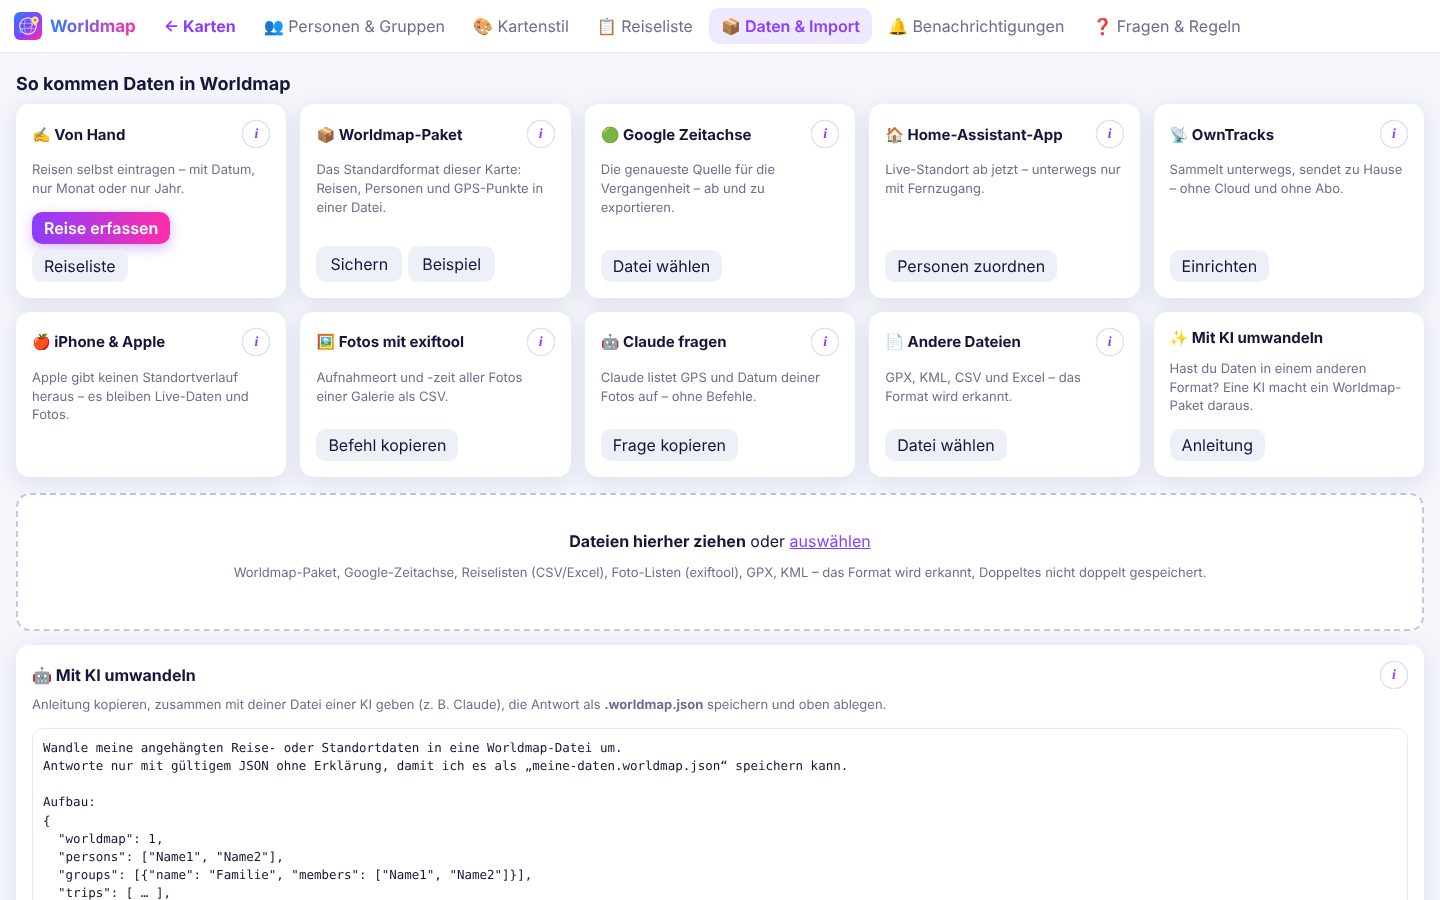 Worldmap
← Karten
👥 Personen & Gruppen
🎨 Kartenstil
📋 Reiseliste
📦 Daten & Import
🔔 Benachrichtigungen
❓ Fragen & Regeln
So kommen Daten in Worldmap
✍️ Von Hand
i
Reisen selbst eintragen – mit Datum,
nur Monat oder nur Jahr.
Reise erfassen
Reiseliste
📦 Worldmap-Paket
i
Das Standardformat dieser Karte:
Reisen, Personen und GPS-Punkte in
einer Datei.
Sichern
Beispiel
🟢 Google Zeitachse
i
Die genaueste Quelle für die
Vergangenheit – ab und zu
exportieren.
Datei wählen
🏠 Home-Assistant-App
i
Live-Standort ab jetzt – unterwegs nur
mit Fernzugang.
Personen zuordnen
📡 OwnTracks
i
Sammelt unterwegs, sendet zu Hause
– ohne Cloud und ohne Abo.
Einrichten
🍎 iPhone & Apple
i
Apple gibt keinen Standortverlauf
heraus – es bleiben Live-Daten und
Fotos.
🖼️ Fotos mit exiftool
i
Aufnahmeort und -zeit aller Fotos
einer Galerie als CSV.
Befehl kopieren
🤖 Claude fragen
i
Claude listet GPS und Datum deiner
Fotos auf – ohne Befehle.
Frage kopieren
📄 Andere Dateien
i
GPX, KML, CSV und Excel – das
Format wird erkannt.
Datei wählen
✨ Mit KI umwandeln
Hast du Daten in einem anderen
Format? Eine KI macht ein Worldmap-
Paket daraus.
Anleitung
Dateien hierher ziehen oder auswählen
Worldmap-Paket, Google-Zeitachse, Reiselisten (CSV/Excel), Foto-Listen (exiftool), GPX, KML – das Format wird erkannt, Doppeltes nicht doppelt gespeichert.
🤖 Mit KI umwandeln
i
Anleitung kopieren, zusammen mit deiner Datei einer KI geben (z. B. Claude), die Antwort als .worldmap.json speichern und oben ablegen.
Wandle meine angehängten Reise- oder Standortdaten in eine Worldmap-Datei um.
Antworte nur mit gültigem JSON ohne Erklärung, damit ich es als „meine-daten.worldmap.json“ speichern kann.
Aufbau:
{
"worldmap": 1,
"persons": ["Name1", "Name2"],
"groups": [{"name": "Familie", "members": ["Name1", "Name2"]}],
"trips": [ … ],